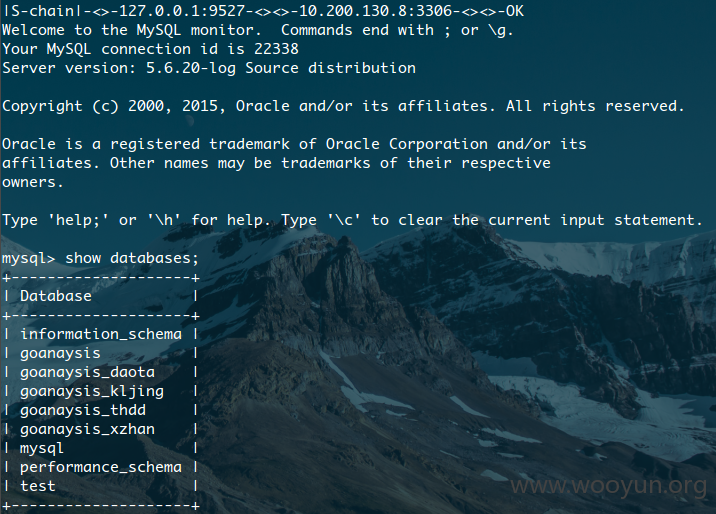 |S-chain|-<>-127.0.0.1:9527-<><>-10.200.130.8:3306-<><>-OK
Welcome to the MySQL monitor.  Commands end with ; or \g.
Your MySQL connection id is 22338
Server version: 5.6.20-log Source distribution
Copyright (c) 2000, 2015, Oracle and/or its affiliates. All rights reserved.
Oracle is a registered trademark of Oracle Corporation and/or its
affiliates. Other names may be trademarks of their respective
owners.
Type 'help;' or '\h' for help. Type '\c' to clear the current input statement.
mysql> show databases;
+--------------------+
| Database           |
+--------------------+
| information_schema |
| goanaysis          |
| goanaysis_daota    |
| goanaysis_kljing   |
| goanaysis_thdd     |
| goanaysis_xzhan    |
| mysql              |
| performance_schema |
| test               |
+--------------------+
www.wooyun.org